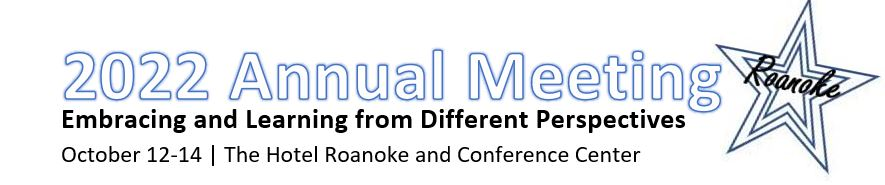 2022 Annual Meeting
Roanoke
Embracing and Learning from Different Perspectives
October 12-14 | The Hotel Roanoke and Conference Center